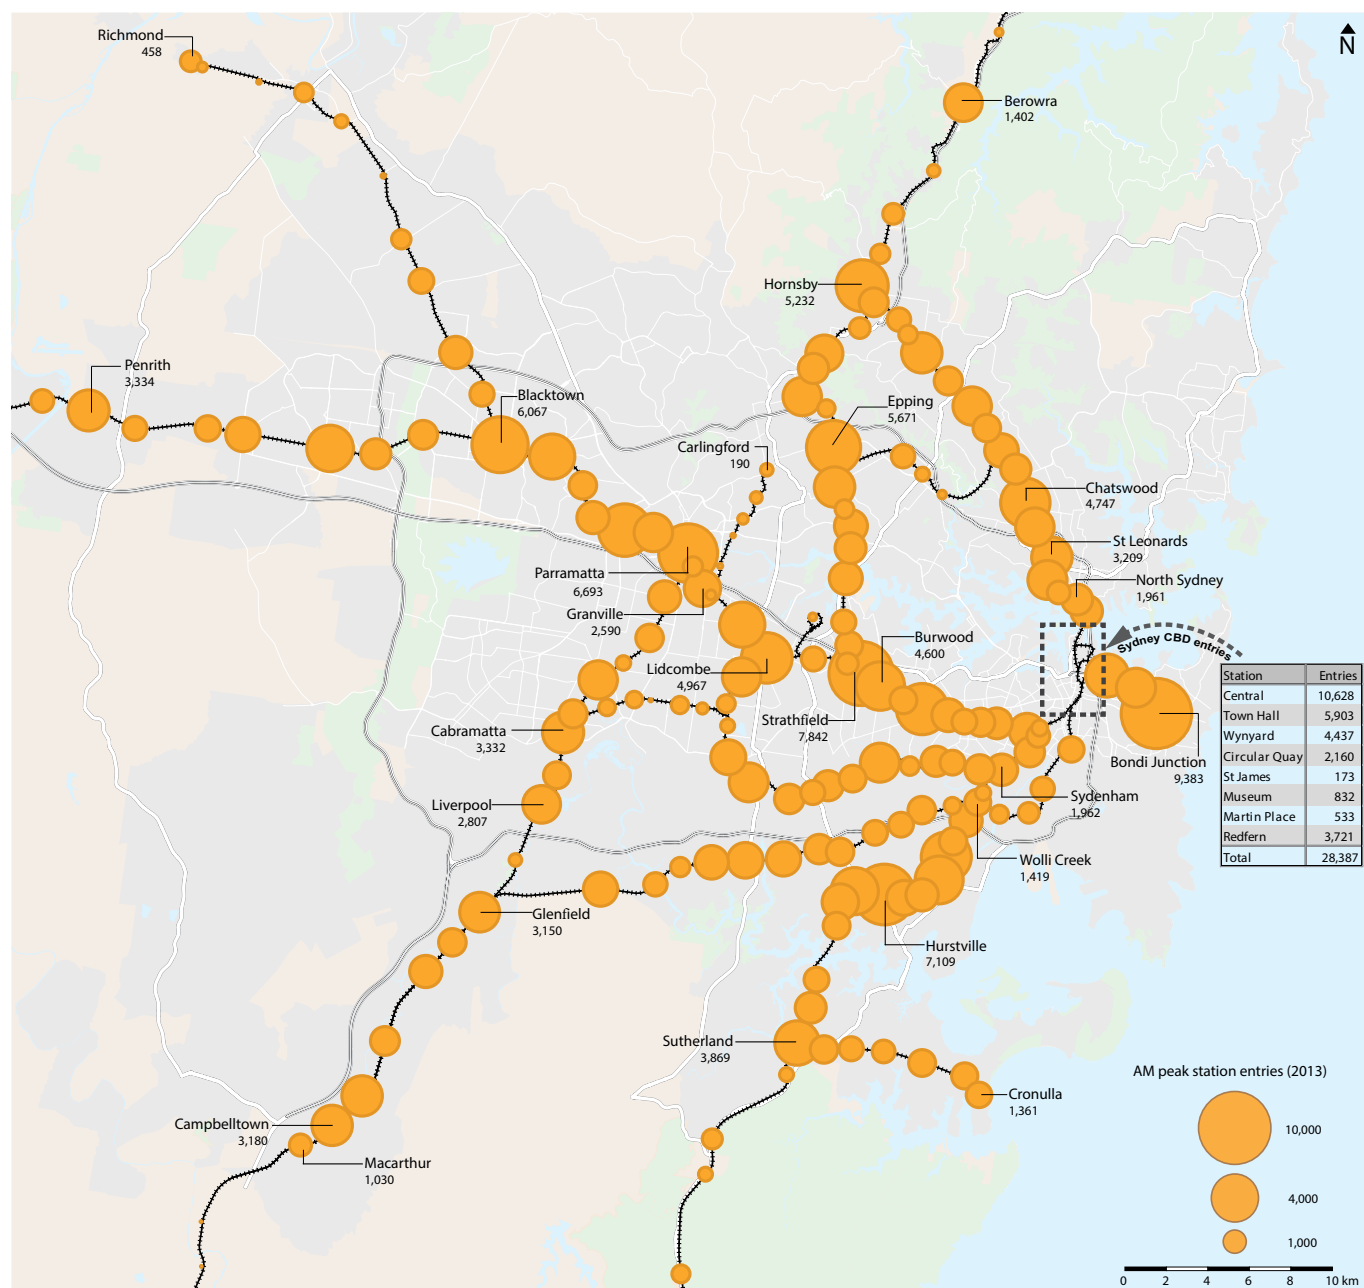 Richmond
458
N
Berowra
1,402
Hornsby
5,232
Penrith
3,334
Blacktown
6,067
Epping
5,671
Carlingford
190
Chatswood
4,747
St Leonards
3,209
Parramatta
6,693
North Sydney
1,961
Granville
2,590
Burwood
4,600
Sydney CBD entries
Lidcombe
4,967
Strathfield
7,842
Cabramatta
3,332
Bondi Junction
9,383
Station Entries
Central 10,628
Town Hall 5,903
Wynyard 4,437
Circular Quay 2,160
St James 173
Museum 832
Martin Place 533
Redfern 3,721
Total 28,387
Liverpool
2,807
Sydenham
1,962
Wolli Creek
1,419
Glenfield
3,150
Hurstville
7,109
Sutherland
3,869
Cronulla
1,361
Campbelltown
3,180
Macarthur
1,030
AM peak station entries (2013)
10,000
4,000
1,000
0 2 4 6 8 10 km